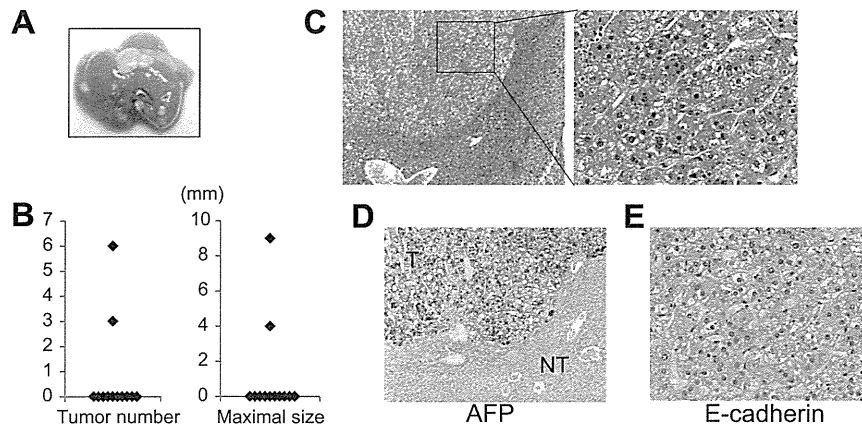 A
C
(mm)
B
7
6
5
4
3
2
1
0
Tumor number
10
8
6
4
2
0
Maximal size
D
T
NT
AFP
E
E-cadherin